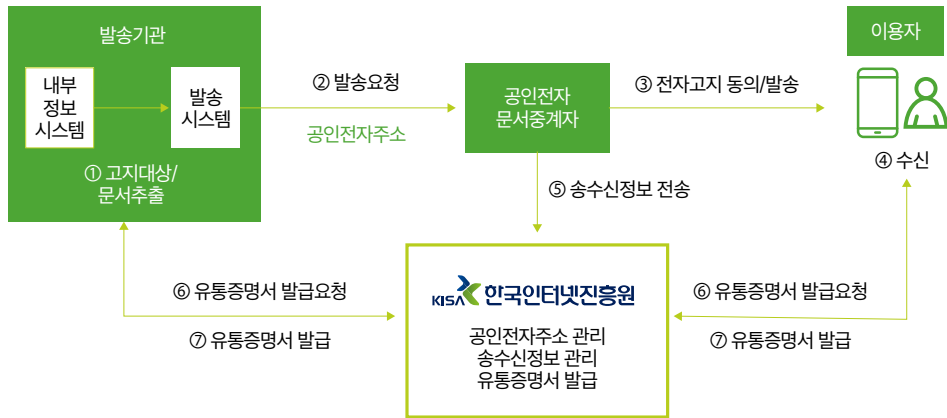 발송기관
내부
정보
시스템
발송
시스템
① 고지대상/
문서추출
② 발송요청
공인전자주소
공인전자
문서중계자
③ 전자고지 동의/발송
이용자
④ 수신
⑤ 송수신정보 전송
⑥ 유통증명서 발급요청
⑦ 유통증명서 발급
KISA 한국인터넷진흥원
공인전자주소 관리
송수신정보 관리
유통증명서 발급
⑥ 유통증명서 발급요청
⑦ 유통증명서 발급